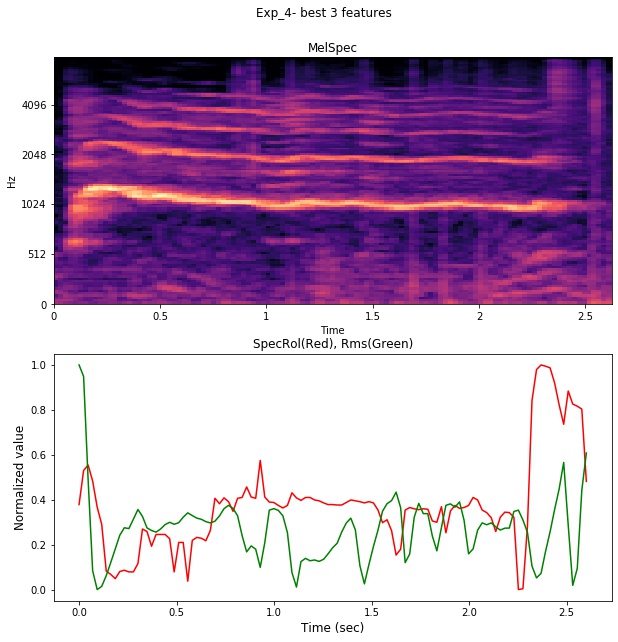 Exp_4- best 3 features
MelSpec
4096
2048
1024
512
0
Hz
0 0.5 1 1.5 2 2.5
Time
SpecRol(Red), Rms(Green)
1.0
0.8
0.6
0.4
0.2
0.0
Normalized value
0.0 0.5 1.0 1.5 2.0 2.5
Time (sec)